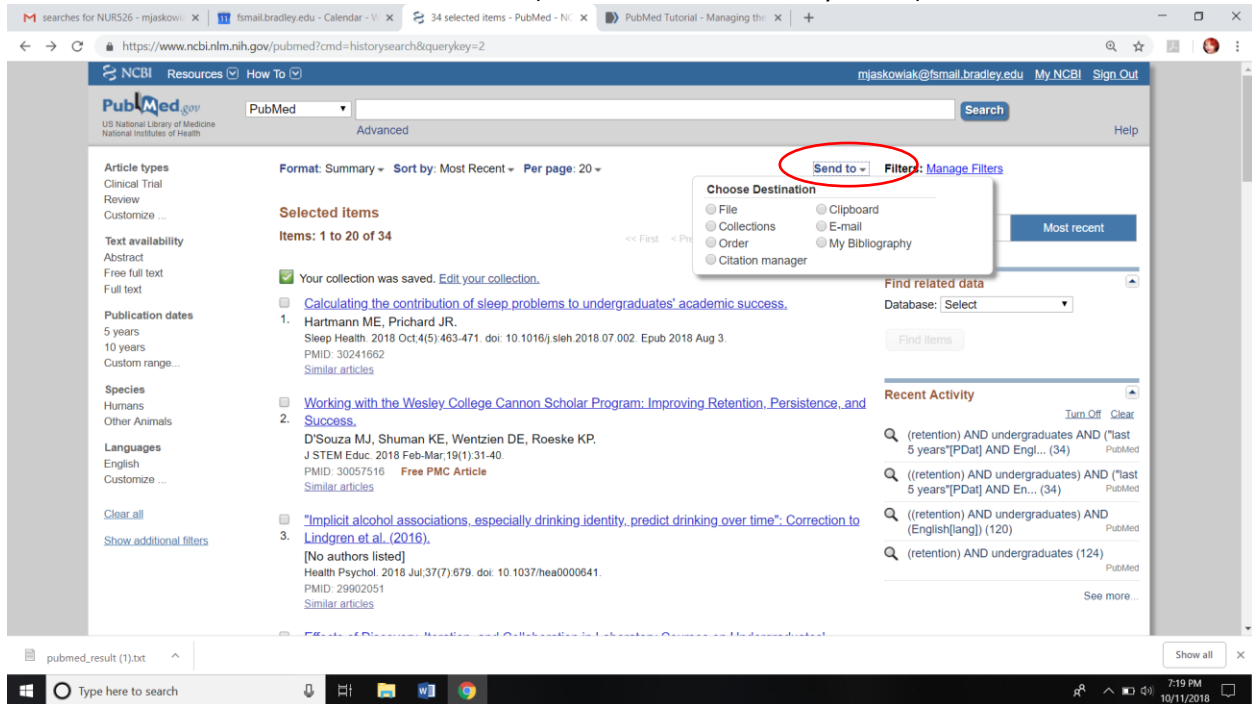 searches for NUR526 - mjaskowi
fsmail.bradley.edu - Calendar - W
34 selected items - PubMed - NC
PubMed Tutorial - Managing the
https://www.ncbi.nlm.nih.gov/pubmed?cmd=historysearch&querykey=2
NCBI Resources How To
mjaskowiak@fsmail.bradley.edu My NCBI Sign Out
PubMed.gov
US National Library of Medicine
National Institutes of Health
PubMed
Search
Advanced
Help
Article types
Clinical Trial
Review
Customize ...
Text availability
Abstract
Free full text
Full text
Publication dates
5 years
10 years
Custom range...
Species
Humans
Other Animals
Languages
English
Customize ...
Clear all
Show additional filters
Format: Summary Sort by: Most Recent Per page: 20
Send to
Filters: Manage Filters
Choose Destination
File
Clipboard
Collections
E-mail
Order
My Bibliography
Citation manager
Selected items
Items: 1 to 20 of 34
<< First
Your collection was saved. Edit your collection.
1. Calculating the contribution of sleep problems to undergraduates' academic success.
Hartmann ME, Prichard JR.
Sleep Health. 2018 Oct;4(5):463-471. doi: 10.1016/j.sleh.2018.07.002. Epub 2018 Aug 3.
PMID: 30241662
Similar articles
2. Working with the Wesley College Cannon Scholar Program: Improving Retention, Persistence, and
Success.
D'Souza MJ, Shuman KE, Wentzien DE, Roeske KP.
J STEM Educ. 2018 Feb-Mar;19(1):31-40.
PMID: 30057516 Free PMC Article
Similar articles
3. "Implicit alcohol associations, especially drinking identity, predict drinking over time": Correction to
Lindgren et al. (2016).
[No authors listed]
Health Psychol. 2018 Jul;37(7):679. doi: 10.1037/hea0000641.
PMID: 29902051
Similar articles
Most recent
Find related data
Database: Select
Find items
Recent Activity
Turn Off Clear
(retention) AND undergraduates AND ("last
5 years"[PDat] AND Engl... (34) PubMed
((retention) AND undergraduates) AND ("last
5 years"[PDat] AND En... (34) PubMed
((retention) AND undergraduates) AND
(English[lang]) (120) PubMed
(retention) AND undergraduates (124)
PubMed
See more...
pubmed_result (1).txt
Show all
Type here to search
7:19 PM
10/11/2018